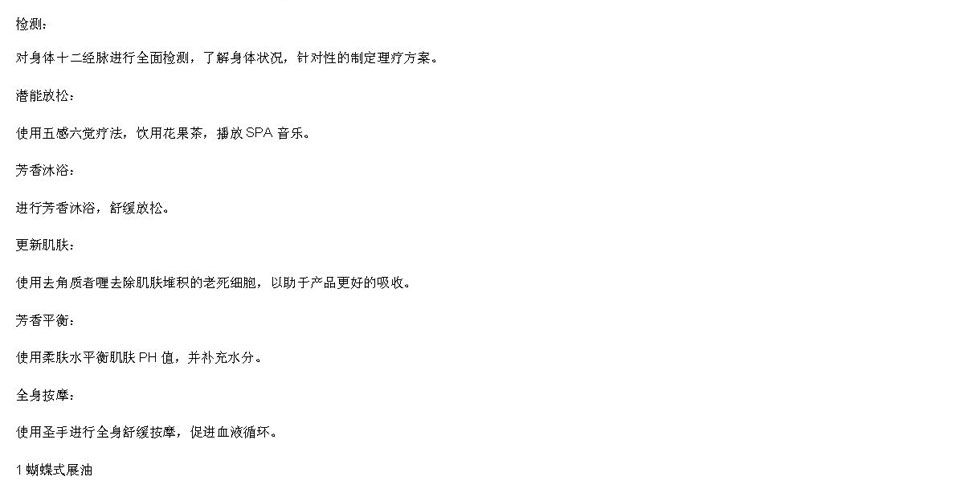 检测：
对身体十二经脉进行全面检测，了解身体状况，针对性的制定理疗方案。
潜能放松：
使用五感六觉疗法，饮用花果茶，播放 SPA 音乐。
芳香沐浴：
进行芳香沐浴，舒缓放松。
更新肌肤：
使用去角质者喱去除肌肤堆积的老死细胞，以助于产品更好的吸收。
芳香平衡：
使用柔肤水平衡肌肤 PH 值，并补充水分。
全身按摩：
使用圣手进行全身舒缓按摩，促进血液循环。
1 蝴蝶式展油